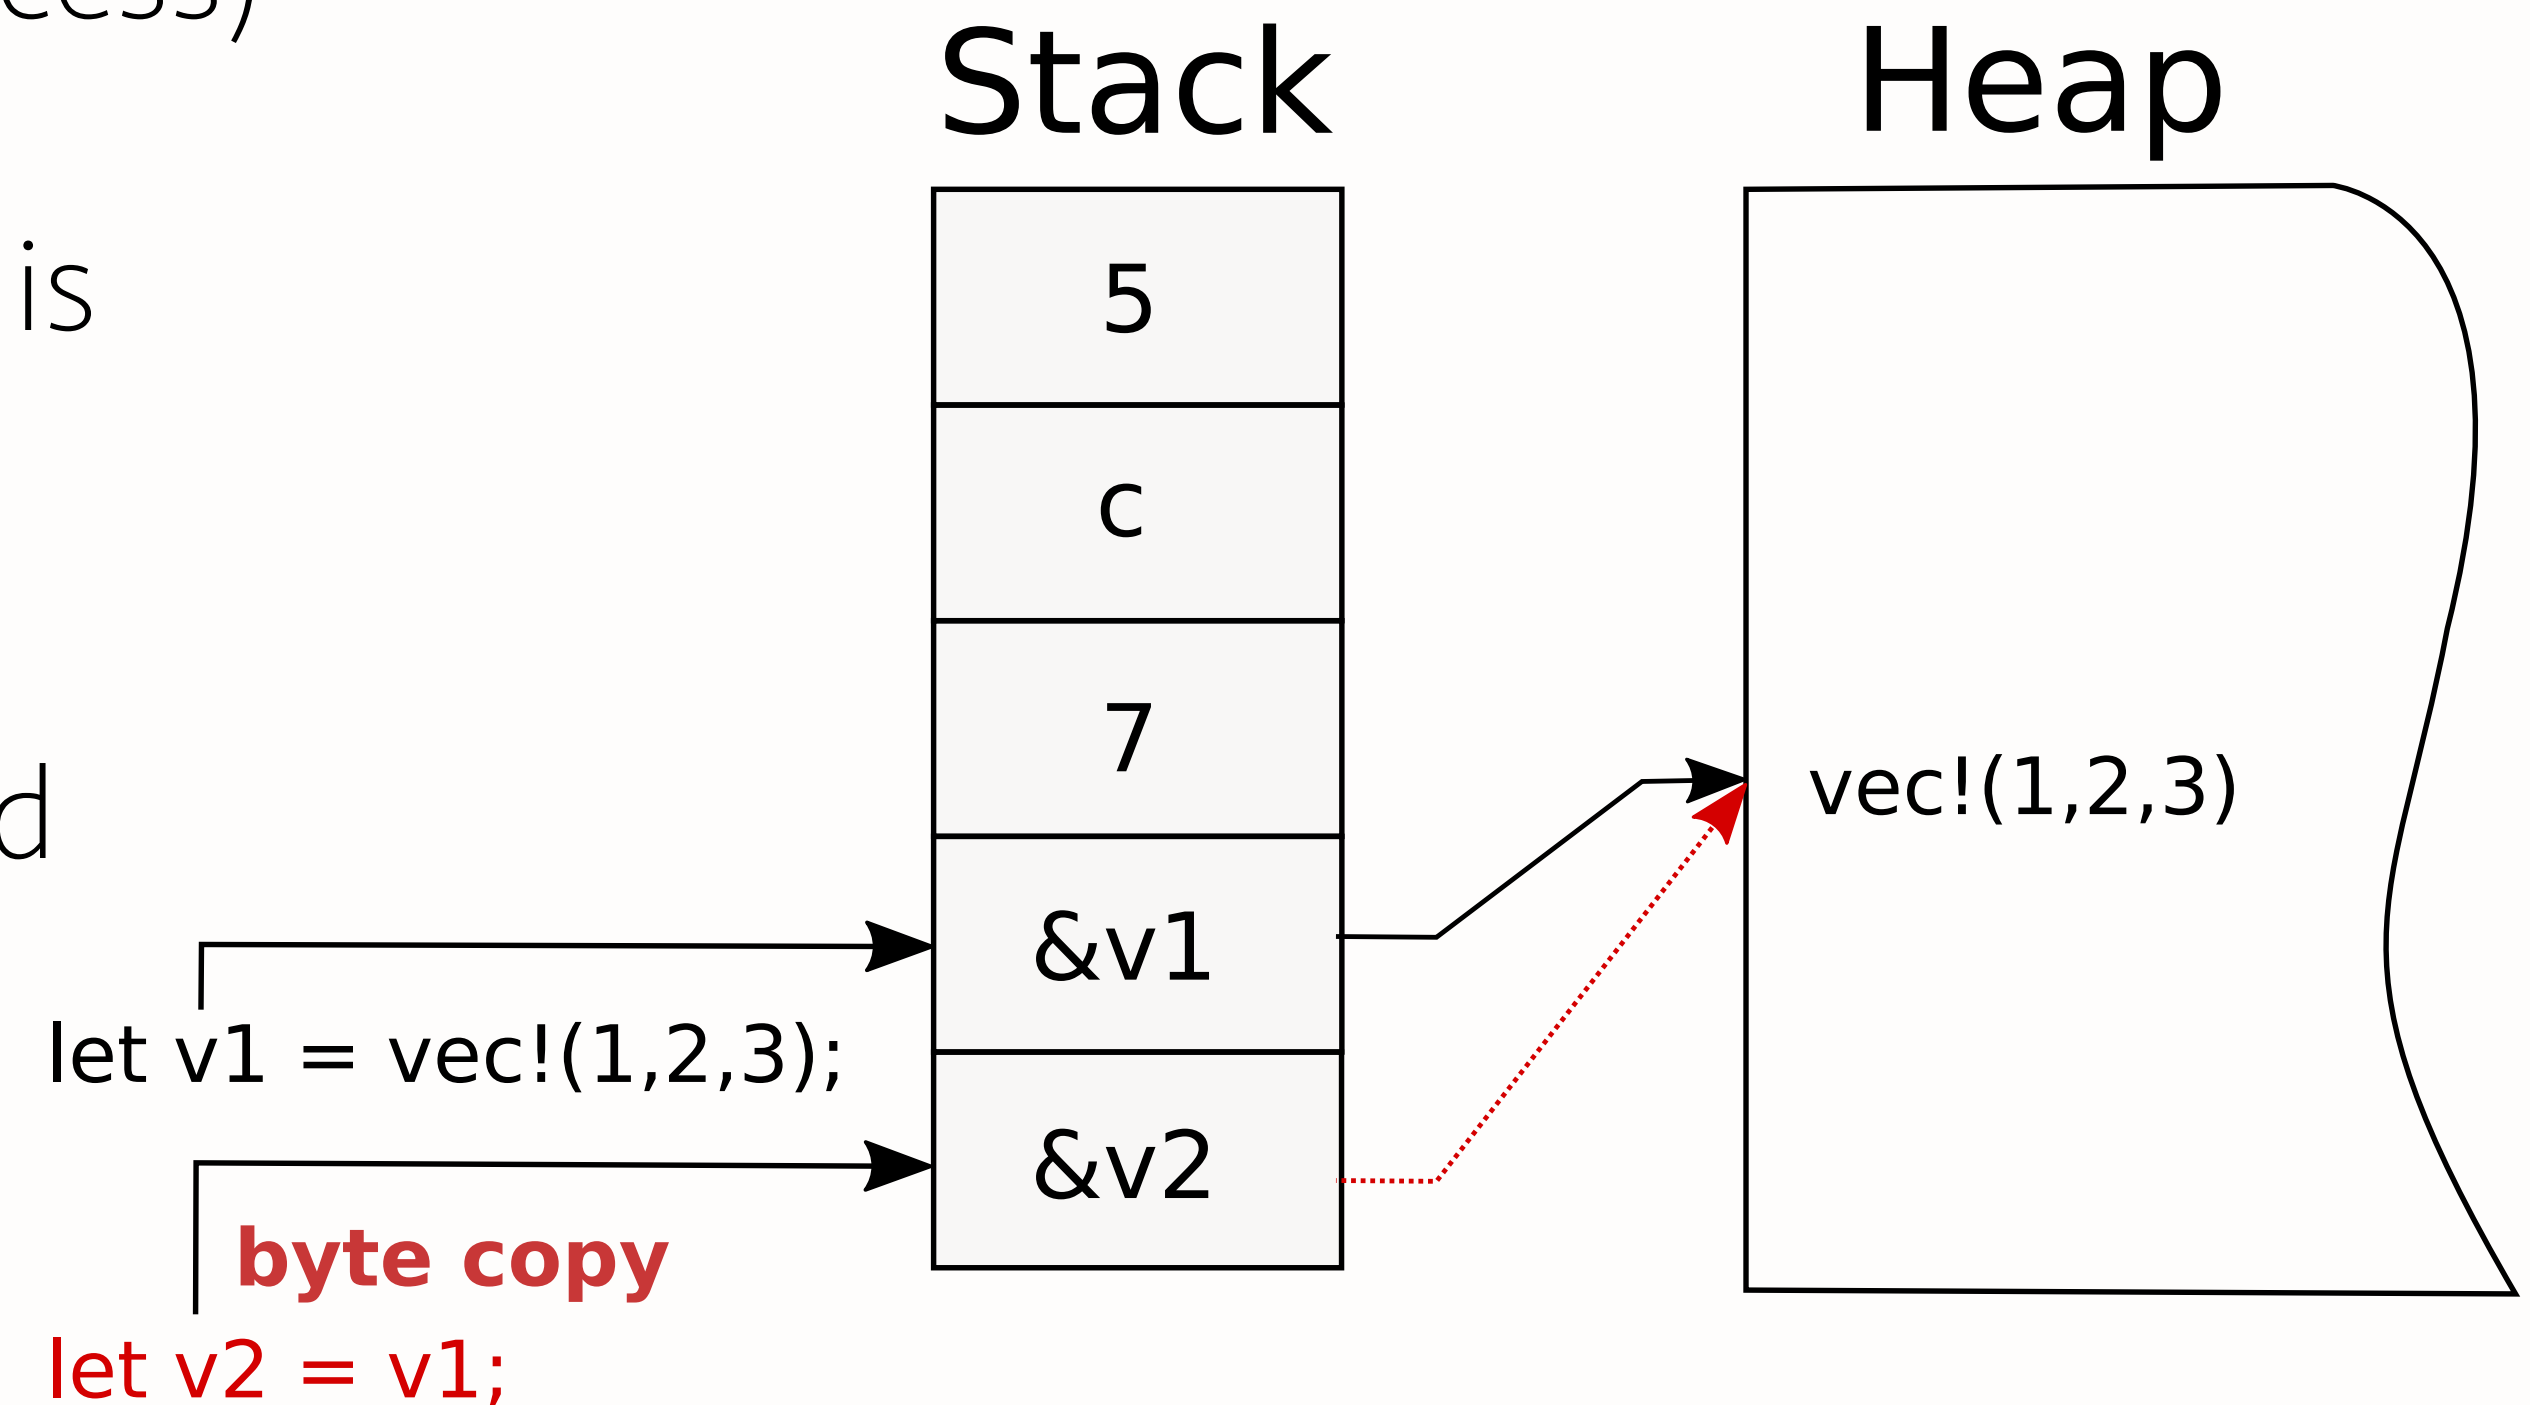 Stack
Heap
is
5
c
7
vec!(1,2,3)
&v1
let v1 = vec!(1,2,3);
&v2
byte copy
let v2 = v1;